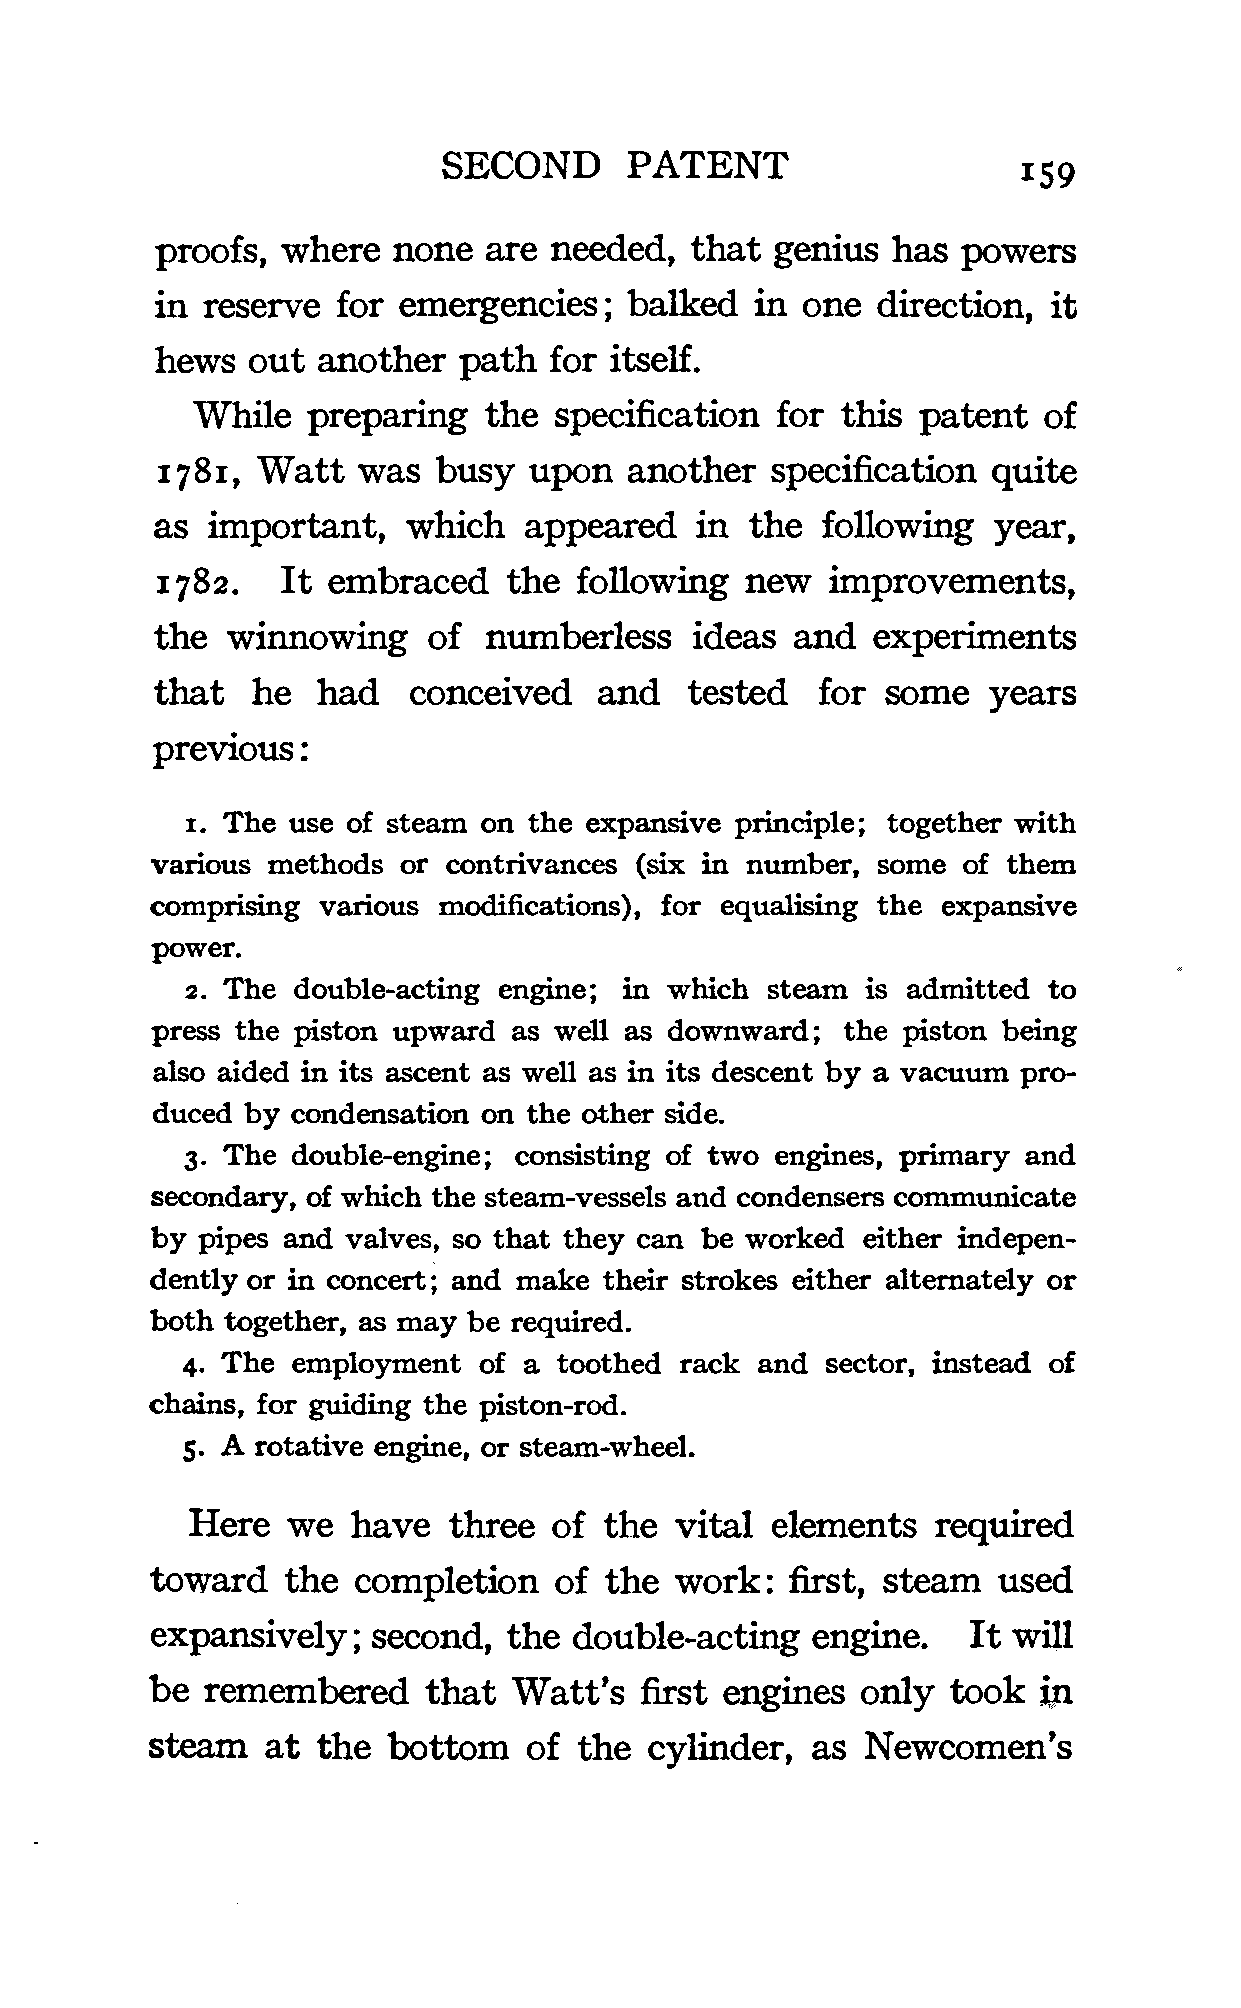 SECOND PATENT 159
proofs, where none are needed, that genius has powers
in reserve for emergencies; balked in one direction, it
hews out another path for itself.
While preparing the specification for this patent of
1781, Watt was busy upon another specification quite
as important, which appeared in the following year,
1782. It embraced the following new improvements,
the winnowing of numberless ideas and experiments
that he had conceived and tested for some years
previous:
1. The use of steam on the expansive principle; together with
various methods or contrivances (six in number, some of them
comprising various modifications), for equalising the expansive
power.
2. The double-acting engine; in which steam is admitted to
press the piston upward as well as downward; the piston being
also aided in its ascent as well as in its descent by a vacuum pro-
duced by condensation on the other side.
3. The double-engine; consisting of two engines, primary and
secondary, of which the steam-vessels and condensers communicate
by pipes and valves, so that they can be worked either indepen-
dently or in concert; and make their strokes either alternately or
both together, as may be required.
4. The employment of a toothed rack and sector, instead of
chains, for guiding the piston-rod.
5. A rotative engine, or steam-wheel.
Here we have three of the vital elements required
toward the completion of the work: first, steam used
expansively; second, the double-acting engine. It will
be remembered that Watt's first engines only took in
steam at the bottom of the cylinder, as Newcomen's